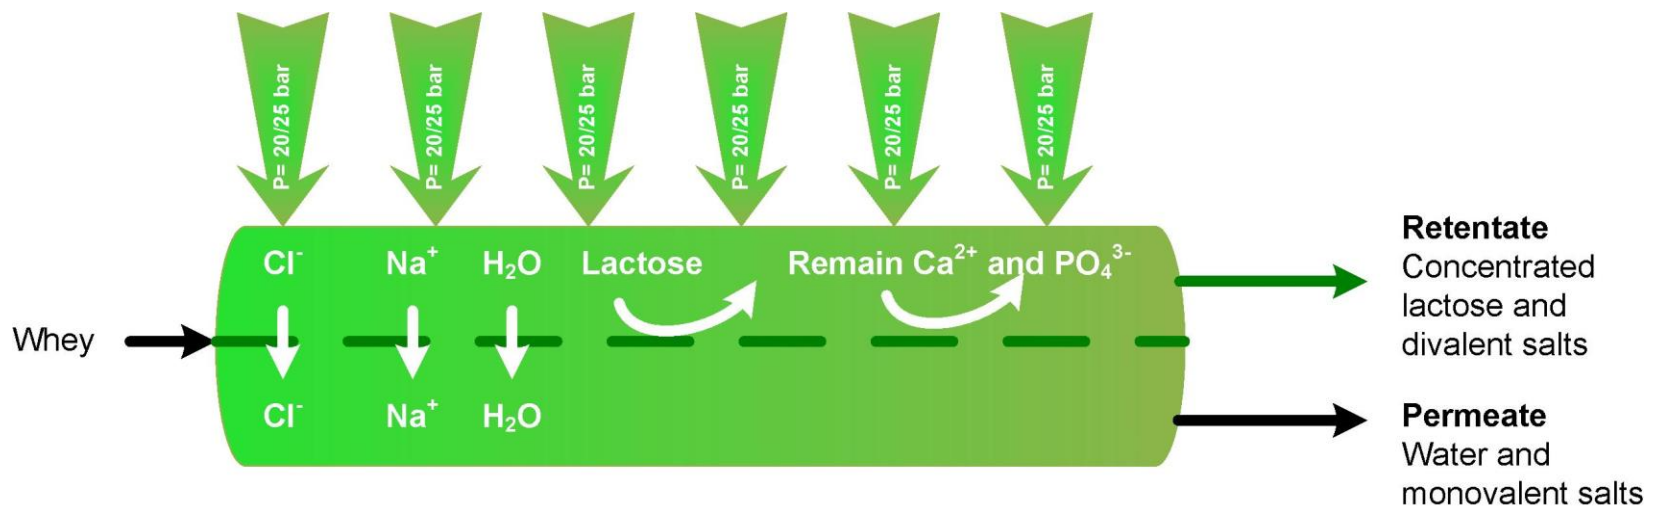 P= 20/25 bar
P= 20/25 bar
P= 20/25 bar
P= 20/25 bar
P= 20/25 bar
P= 20/25 bar
Cl⁻ Na⁺ H₂O Lactose Remain Ca²⁺ and PO₄³⁻
Whey
Cl⁻ Na⁺ H₂O
Retentate
Concentrated
lactose and
divalent salts
Permeate
Water and
monovalent salts